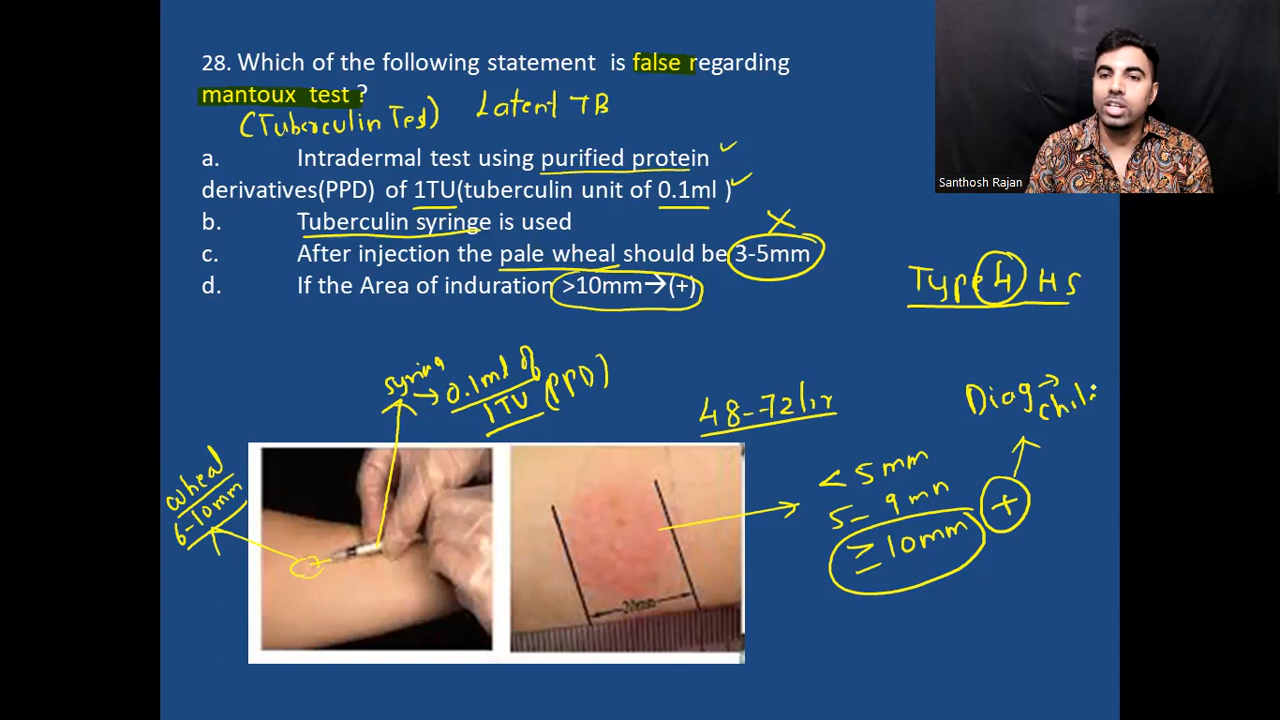 28. Which of the following statement is false regarding
mantoux test ?
(Tuberculin Test) Latent TB
a. Intradermal test using purified protein
derivatives(PPD) of 1TU(tuberculin unit of 0.1ml )
b. Tuberculin syringe is used
c. After injection the pale wheal should be 3-5mm
d. If the Area of induration >10mm→(+)
Santhosh Rajan
Type 4 HS
syring → 0.1ml of
1TU (PPD)
48-72hr
Diag →
chil
wheal
6-10mm
< 5mm
5-9mm
≥10mm +
20mm